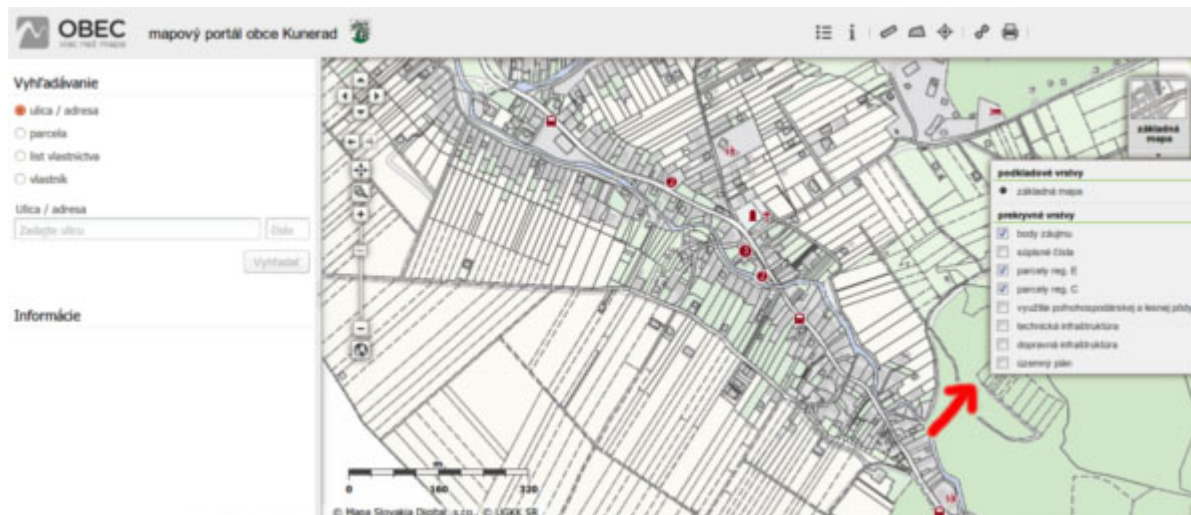 OBEC
viac než mapa
mapový portál obce Kunerad
Vyhľadávanie
ulica / adresa
parcela
list vlastníctva
vlastník
Ulica / adresa
Zadajte ulicu
číslo
Vyhľadať
Informácie
základná
mapa
podkladové vrstvy
základná mapa
prekryvné vrstvy
body záujmu
súpisné čísla
parcely reg. E
parcely reg. C
využitie poľnohospodárskej a lesnej pôdy
technická infraštruktúra
dopravná infraštruktúra
územný plán
m
0 160 320
© Mapa Slovakia Digital, s.r.o., © ÚGKK SR